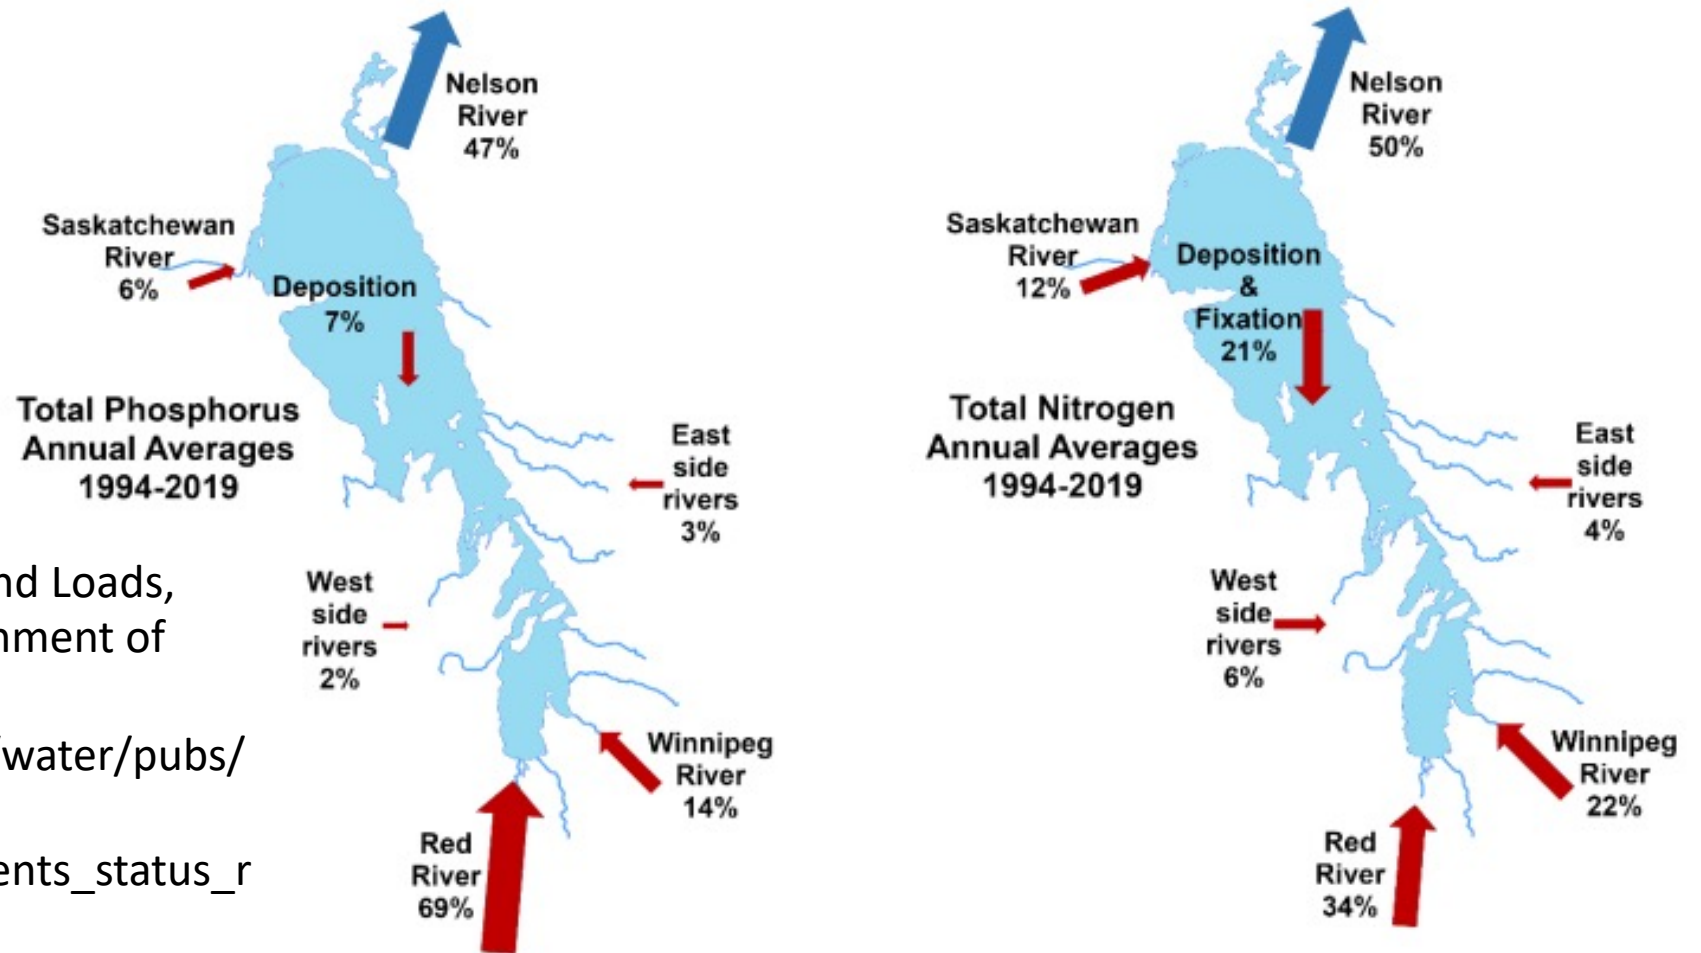 Nelson
River
47%
Saskatchewan
River
6%
Deposition
7%
Total Phosphorus
Annual Averages
1994-2019
East
side
rivers
3%
West
side
rivers
2%
Winnipeg
River
14%
Red
River
69%
nd Loads,
nment of
/water/pubs/
ents_status_r
Nelson
River
50%
Saskatchewan
River
12%
Deposition
&
Fixation
21%
Total Nitrogen
Annual Averages
1994-2019
East
side
rivers
4%
West
side
rivers
6%
Winnipeg
River
22%
Red
River
34%